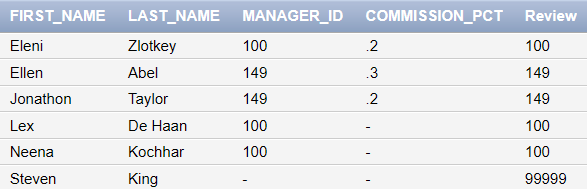 FIRST_NAME LAST_NAME MANAGER_ID COMMISSION_PCT Review
Eleni Zlotkey 100 .2 100
Ellen Abel 149 .3 149
Jonathon Taylor 149 .2 149
Lex De Haan 100 - 100
Neena Kochhar 100 - 100
Steven King - - 99999